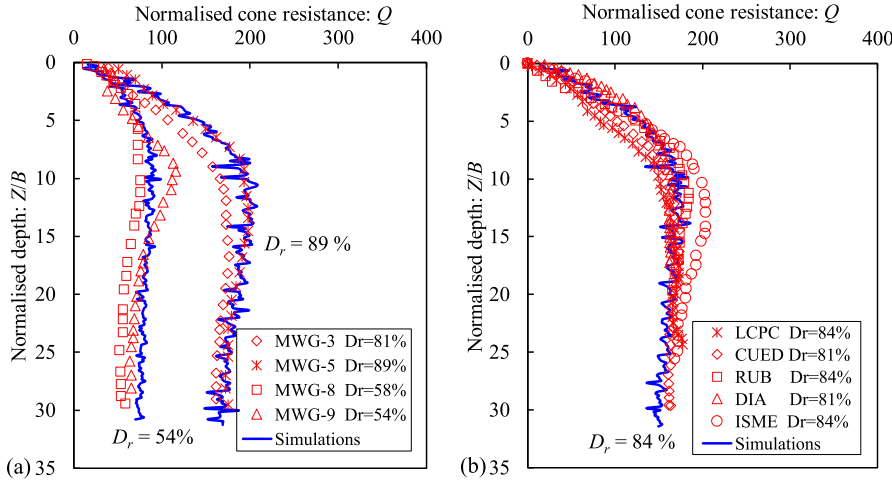 Normalised cone resistance: Q
0 100 200 300 400
0
5
10
15
20
25
30
35
Normalised depth: Z/B
Dr = 89 %
MWG-3 Dr=81%
MWG-5 Dr=89%
MWG-8 Dr=58%
MWG-9 Dr=54%
Simulations
Dr = 54%
(a)
Normalised cone resistance: Q
0 100 200 300 400
0
5
10
15
20
25
30
35
Normalised depth: Z/B
LCPC Dr=84%
CUED Dr=81%
RUB Dr=84%
DIA Dr=81%
ISME Dr=84%
Simulations
Dr = 84 %
(b)